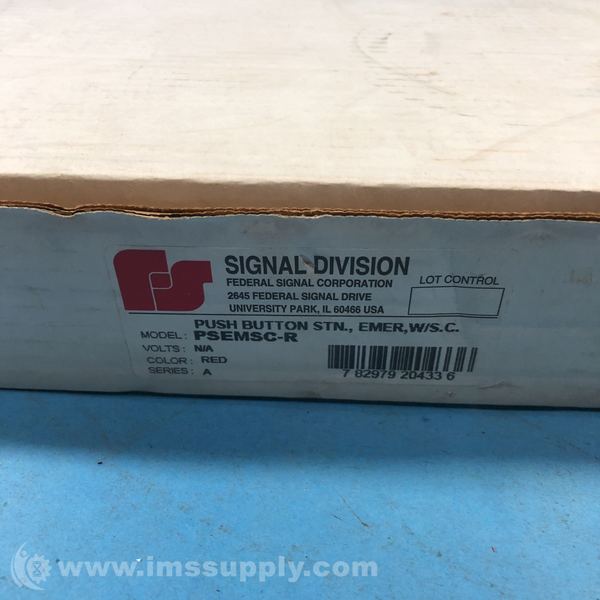 FS
SIGNAL DIVISION
FEDERAL SIGNAL CORPORATION
2645 FEDERAL SIGNAL DRIVE
UNIVERSITY PARK, IL 60466 USA
LOT CONTROL
PUSH BUTTON STN., EMER,W/S.C.
MODEL: PSEMSC-R
VOLTS: N/A
COLOR: RED
SERIES: A
7 82979 20433 6
© www.imssupply.com